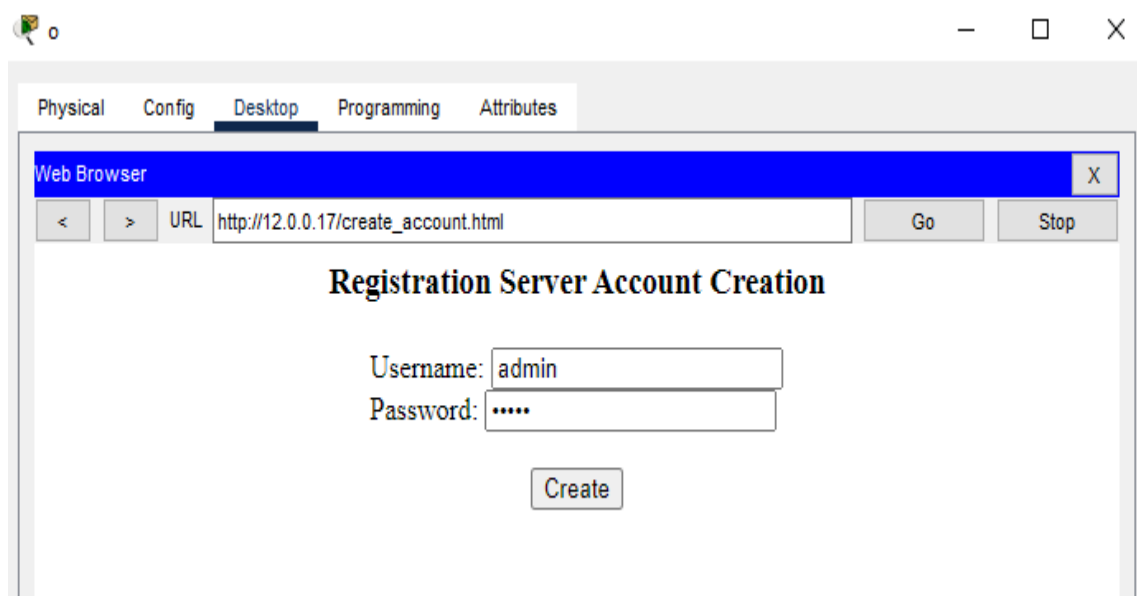 o
Physical Config Desktop Programming Attributes
Web Browser X
< > URL http://12.0.0.17/create_account.html Go Stop
Registration Server Account Creation
Username: admin
Password: •••••
Create